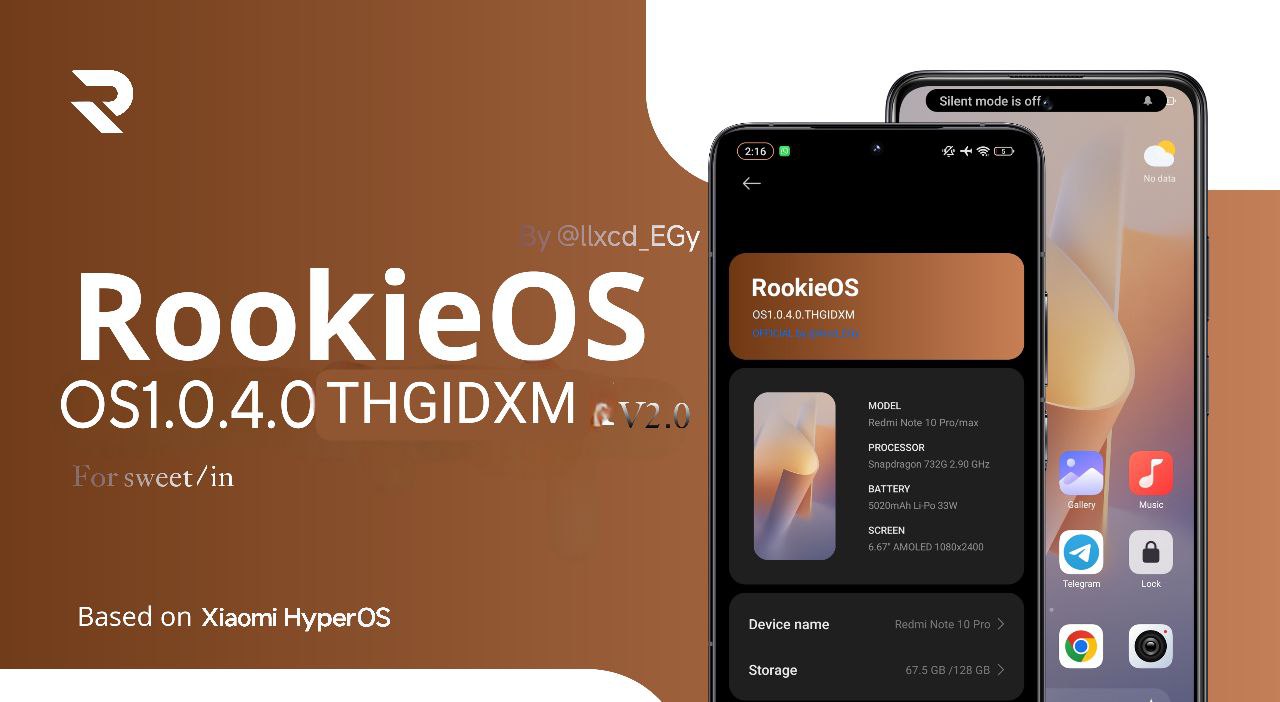 By @llxcd_EGy
RookieOS
OS1.0.4.0 THGIDXM V2.0
For sweet/in
Based on Xiaomi HyperOS
2:16
5
RookieOS
OS1.0.4.0.THGIDXM
OFFICIAL by @llxcd_EGy
MODEL
Redmi Note 10 Pro/max
PROCESSOR
Snapdragon 732G 2.90 GHz
BATTERY
5020mAh Li-Po 33W
SCREEN
6.67" AMOLED 1080x2400
Device name Redmi Note 10 Pro
Storage 67.5 GB /128 GB
Silent mode is off
No data
Gallery Music
Telegram Lock